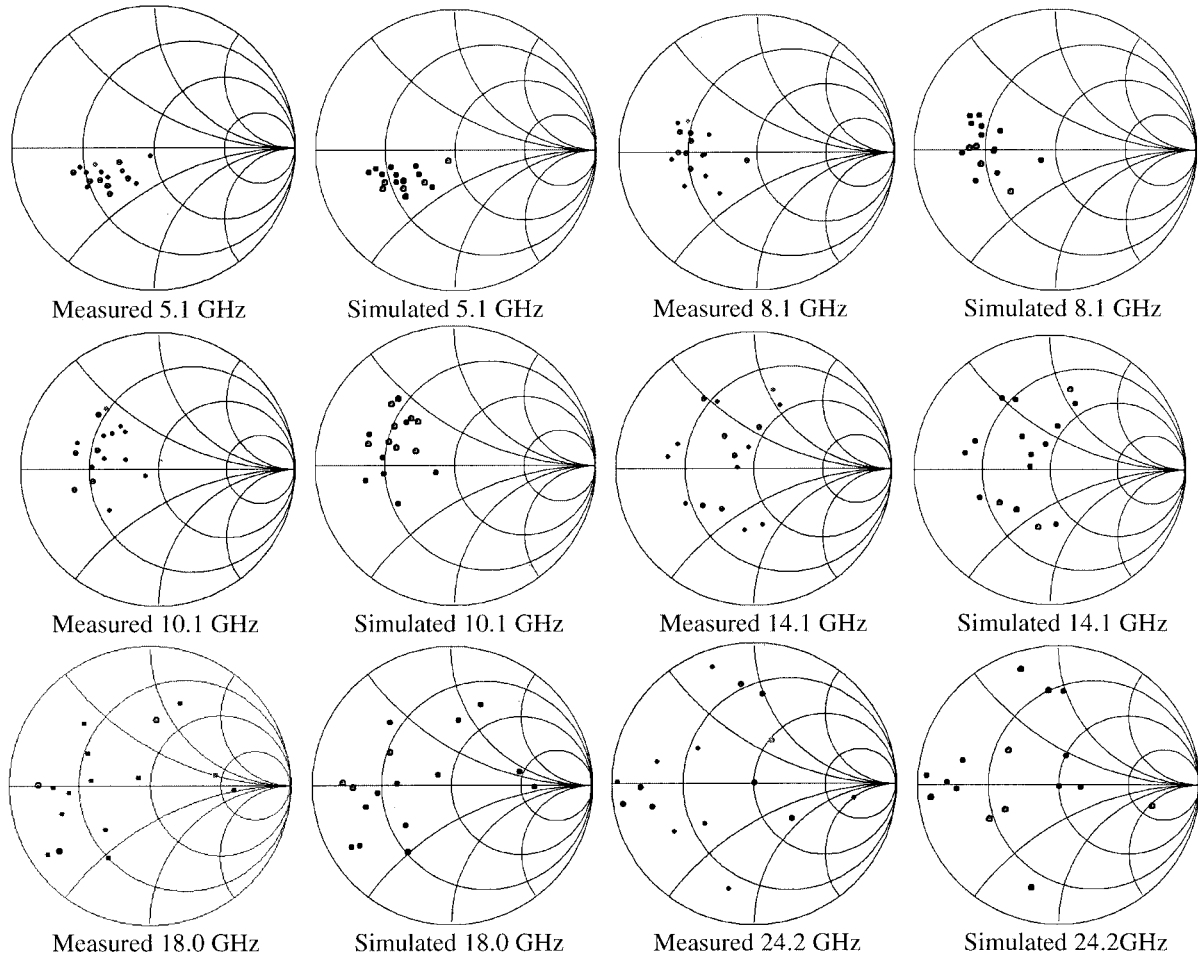 Measured 5.1 GHz
Simulated 5.1 GHz
Measured 8.1 GHz
Simulated 8.1 GHz
Measured 10.1 GHz
Simulated 10.1 GHz
Measured 14.1 GHz
Simulated 14.1 GHz
Measured 18.0 GHz
Simulated 18.0 GHz
Measured 24.2 GHz
Simulated 24.2GHz